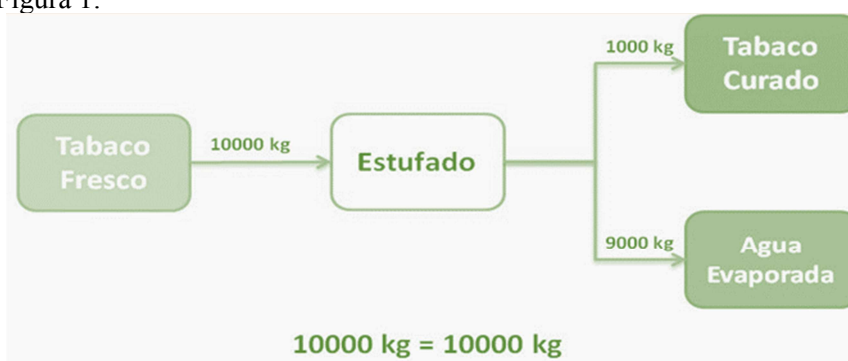 Figura 1.
1000 kg
Tabaco
Curado
10000 kg
Tabaco
Fresco
Estufado
9000 kg
Agua
Evaporada
10000 kg = 10000 kg